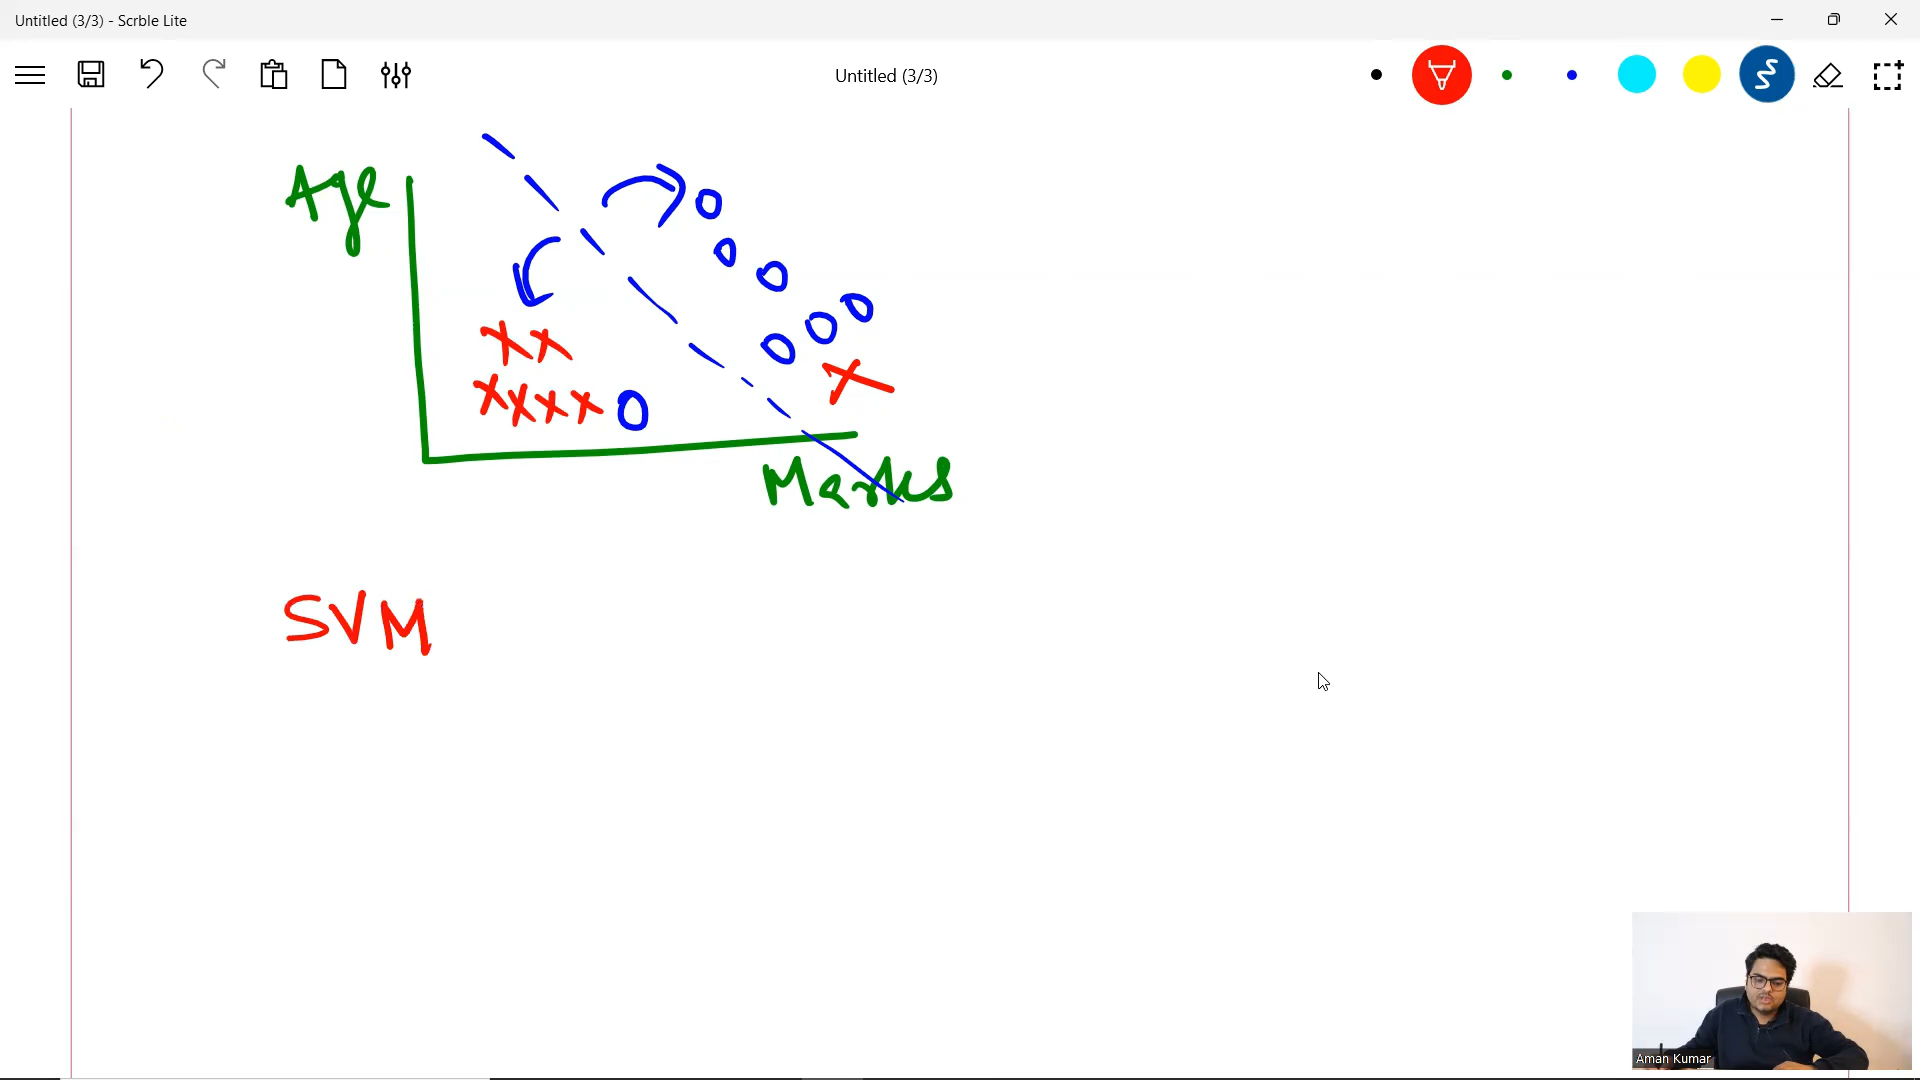 Untitled (3/3) - Scrble Lite
Untitled (3/3)
Age
Marks
SVM
Aman Kumar